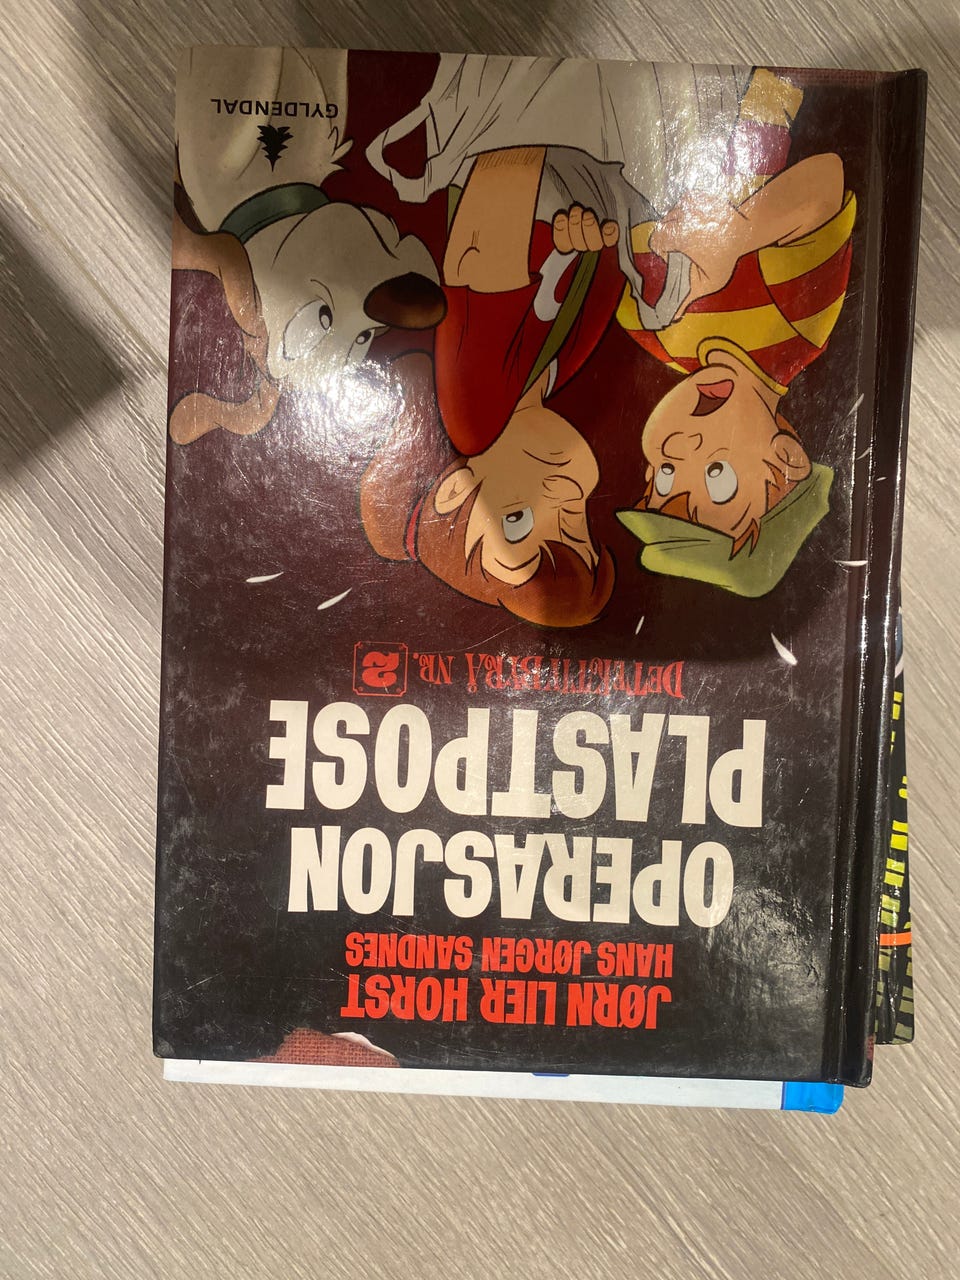 JØRN LIER HORST
HANS JØRGEN SANDNES
OPERASJON
PLASTPOSE
DETEKTIVBYRÅ NR. 2
GYLDENDAL